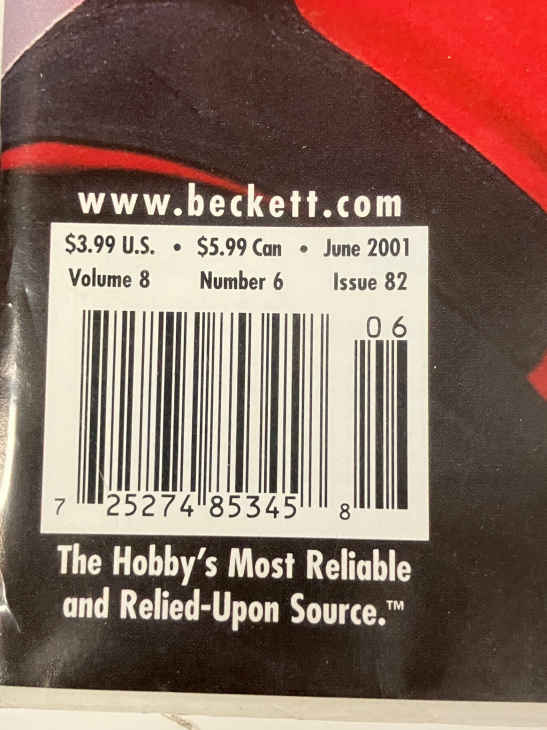 www.beckett.com
$3.99 U.S. • $5.99 Can • June 2001
Volume 8 Number 6 Issue 82
06
7 25274 85345 8
The Hobby's Most Reliable
and Relied-Upon Source.™